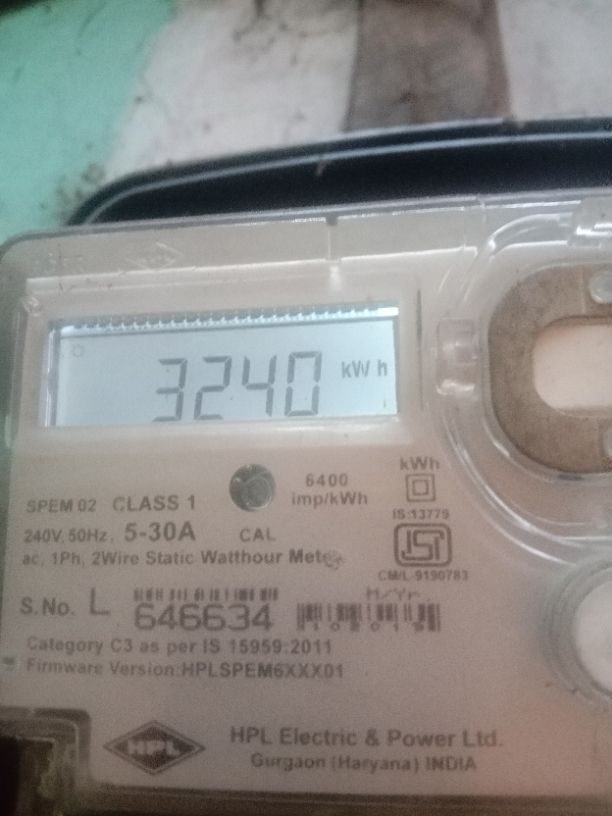 3240 kWh
6400
imp/kWh
kWh
SPEM 02 CLASS 1
IS:13779
240V, 50Hz, 5-30A CAL
ac, 1Ph, 2Wire Static Watthour Meter
CM/L-9190783
S.No. L 646634
M/Yr.
Category C3 as per IS 15959:2011
Firmware Version:HPLSPEM6XXX01
HPL
HPL Electric & Power Ltd.
Gurgaon (Haryana) INDIA